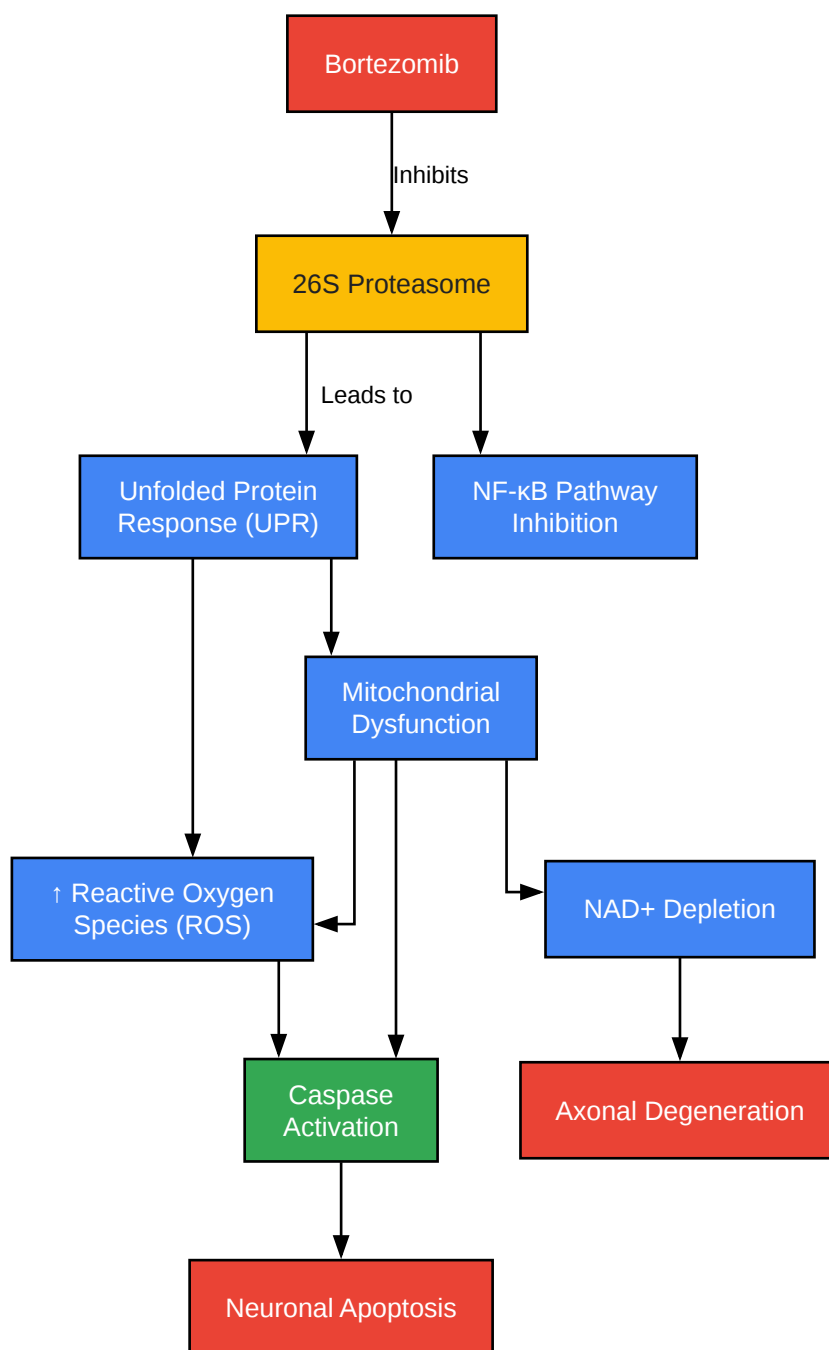 Bortezomib
Inhibits
26S Proteasome
Leads to
Unfolded Protein
Response (UPR)
NF-κB Pathway
Inhibition
Mitochondrial
Dysfunction
↑ Reactive Oxygen
Species (ROS)
NAD+ Depletion
Caspase
Activation
Axonal Degeneration
Neuronal Apoptosis